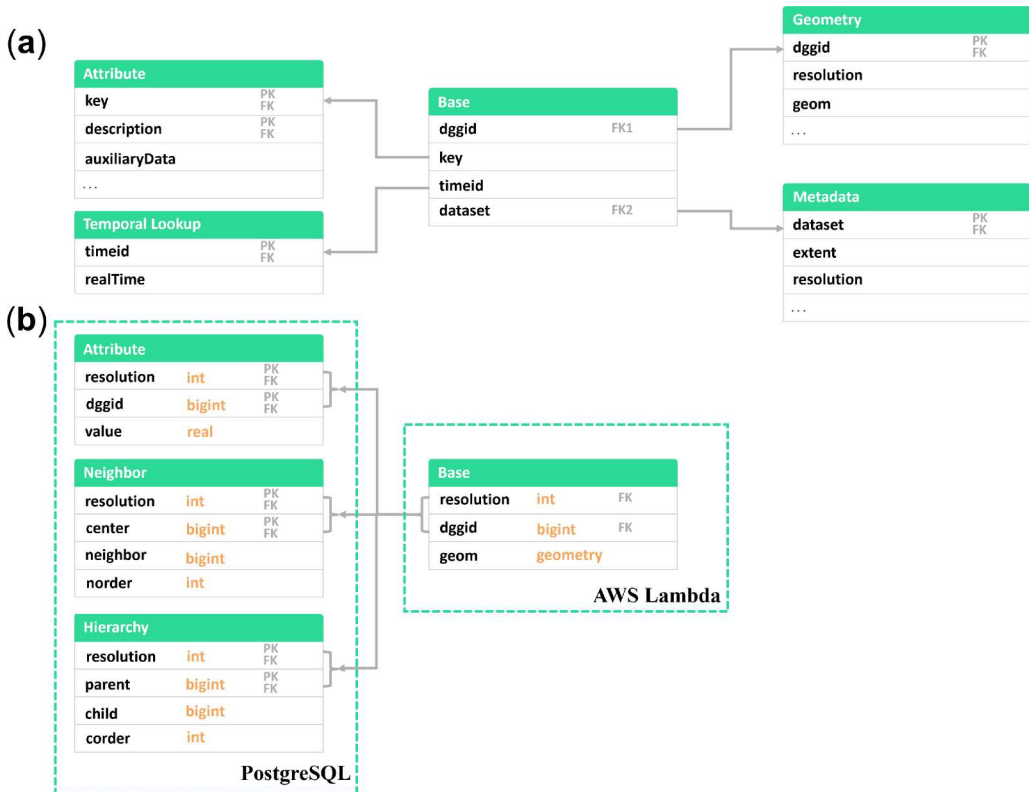 (a)
Attribute
key PK FK
description PK FK
auxiliaryData
...
Temporal Lookup
timeid PK FK
realTime
Base
dggid FK1
key
timeid
dataset FK2
Geometry
dggid PK FK
resolution
geom
...
Metadata
dataset PK FK
extent
resolution
...
(b)
Attribute
resolution int PK FK
dggid bigint PK FK
value real
Neighbor
resolution int PK FK
center bigint PK FK
neighbor bigint
norder int
Hierarchy
resolution int PK FK
parent bigint PK FK
child bigint
corder int
PostgreSQL
Base
resolution int FK
dggid bigint FK
geom geometry
AWS Lambda